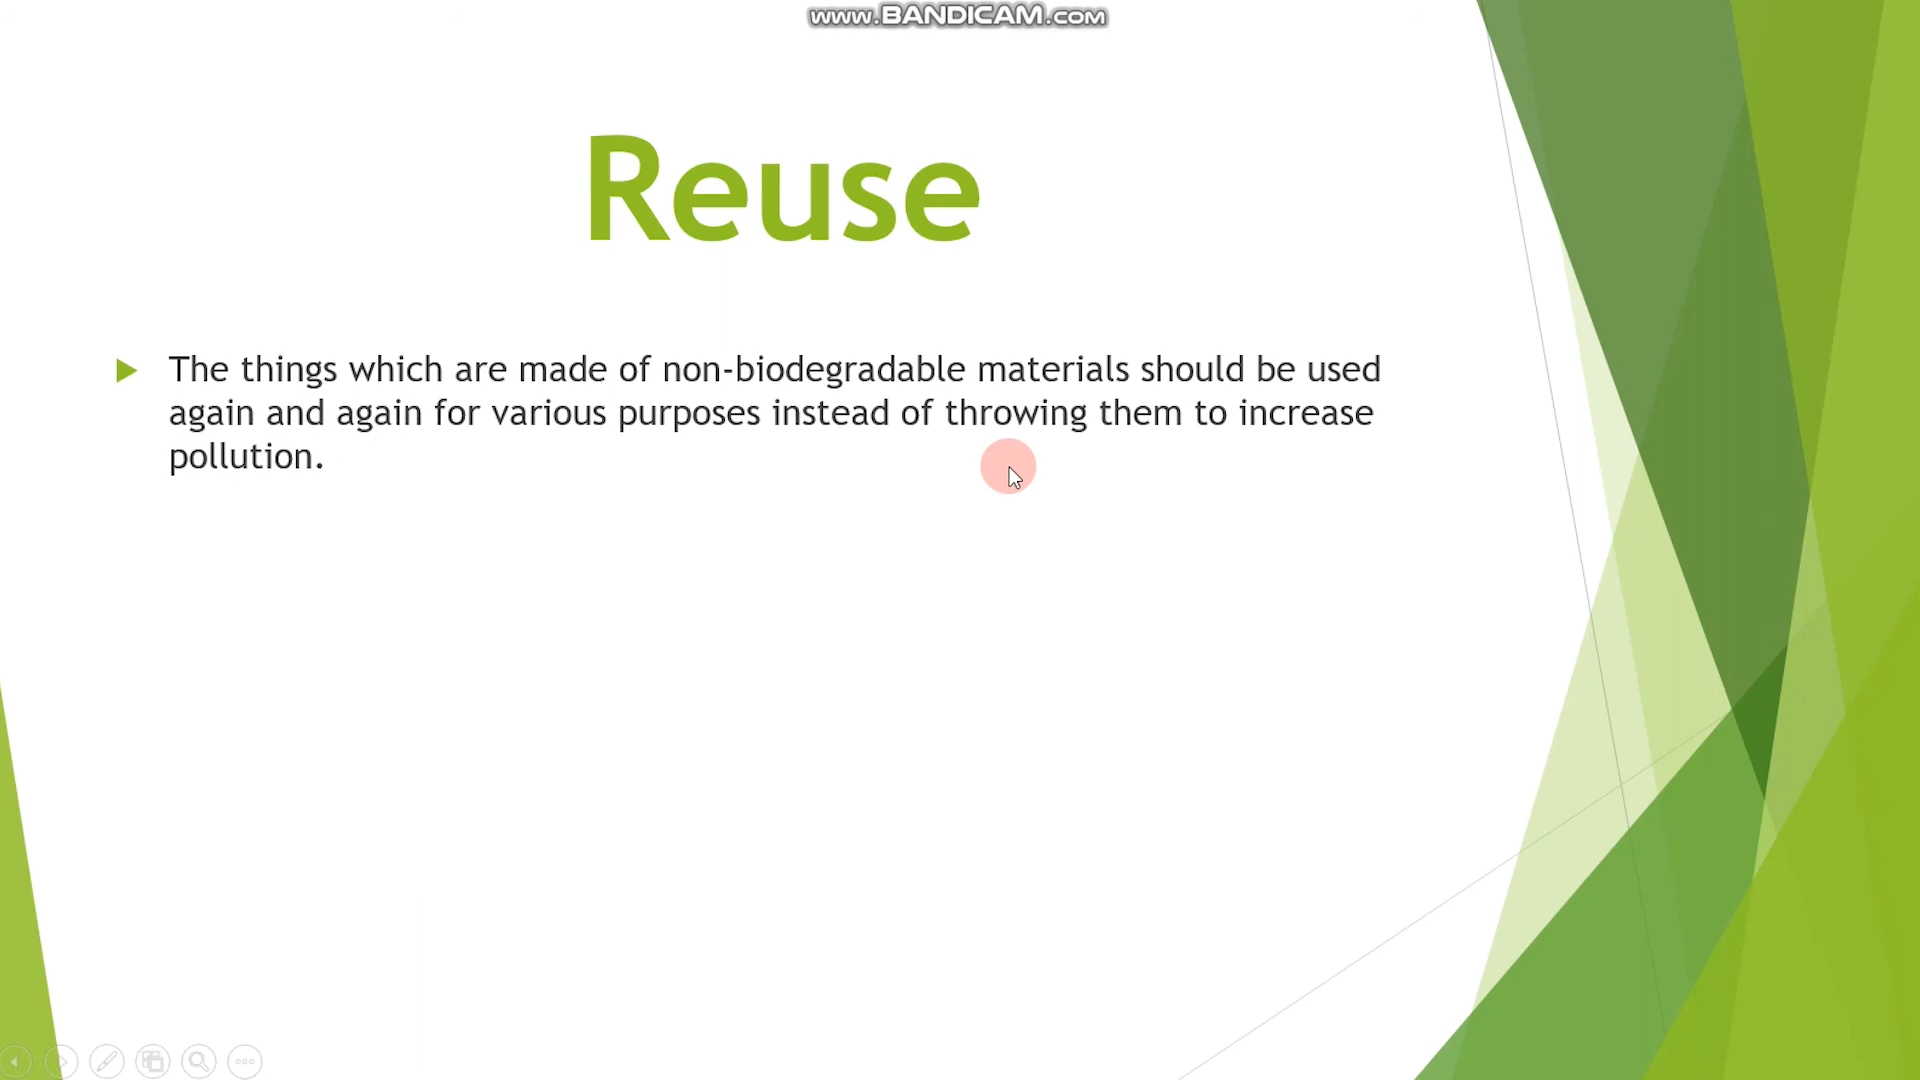 www.BANDICAM.com
Reuse
The things which are made of non-biodegradable materials should be used
again and again for various purposes instead of throwing them to increase
pollution.